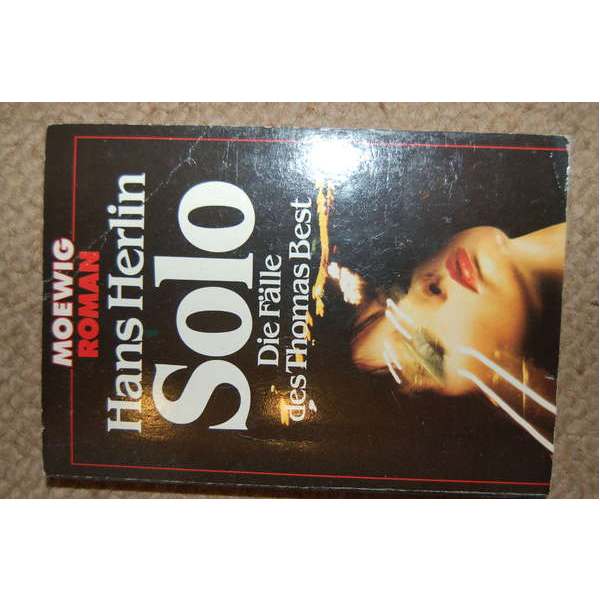 MOEWIG
ROMAN
Hans Herlin
Solo
Die Fälle
des Thomas Best